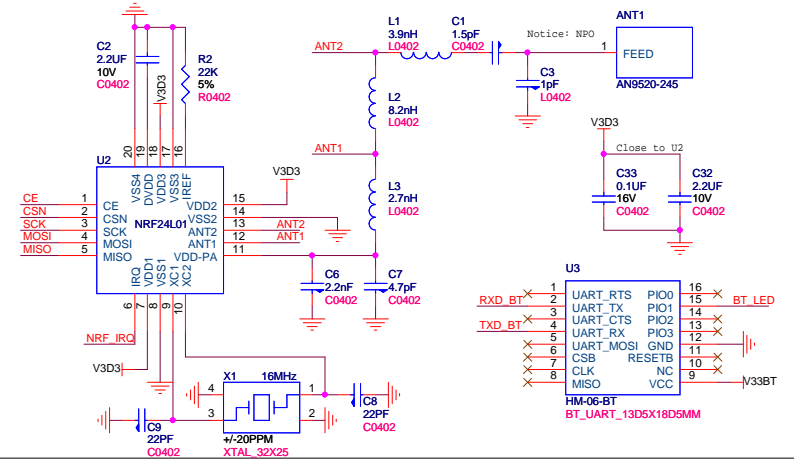 C2
2.2UF
10V
C0402
R2
22K
5%
R0402
V3D3
20
19
18
17
16
VSS4
DVDD
VDD3
VSS3
IREF
U2
NRF24L01
CE
CSN
SCK
MOSI
MISO
1
2
3
4
5
CE
CSN
SCK
MOSI
MISO
VDD2
VSS2
ANT2
ANT1
VDD-PA
15
14
13
12
11
V3D3
ANT2
ANT1
IRQ
VDD1
VSS1
XC1
XC2
6
7
8
9
10
NRF_IRQ
V3D3
ANT2
L1
3.9nH
L0402
C1
1.5pF
C0402
Notice: NPO
ANT1
1
FEED
AN9520-245
C3
1pF
L0402
L2
8.2nH
L0402
ANT1
L3
2.7nH
L0402
C6
2.2nF
C0402
C7
4.7pF
C0402
V3D3
Close to U2
C33
0.1UF
16V
C0402
C32
2.2UF
10V
C0402
X1
16MHz
4
3
1
2
+/-20PPM
XTAL_32X25
C9
22PF
C0402
C8
22PF
C0402
U3
RXD_BT
TXD_BT
1
2
3
4
5
6
7
8
UART_RTS
UART_TX
UART_CTS
UART_RX
UART_MOSI
CSB
CLK
MISO
PIO0
PIO1
PIO2
PIO3
GND
RESETB
NC
VCC
16
15
14
13
12
11
10
9
BT_LED
V33BT
HM-06-BT
BT_UART_13D5X18D5MM